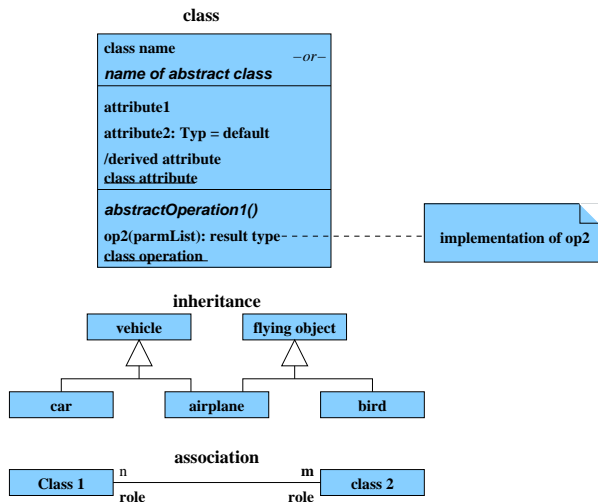 class
class name
–or–
name of abstract class
attribute1
attribute2: Typ = default
/derived attribute
class attribute
abstractOperation1()
op2(parmList): result type
implementation of op2
class operation
inheritance
vehicle
flying object
car
airplane
bird
association
Class 1
n
m
class 2
role
role